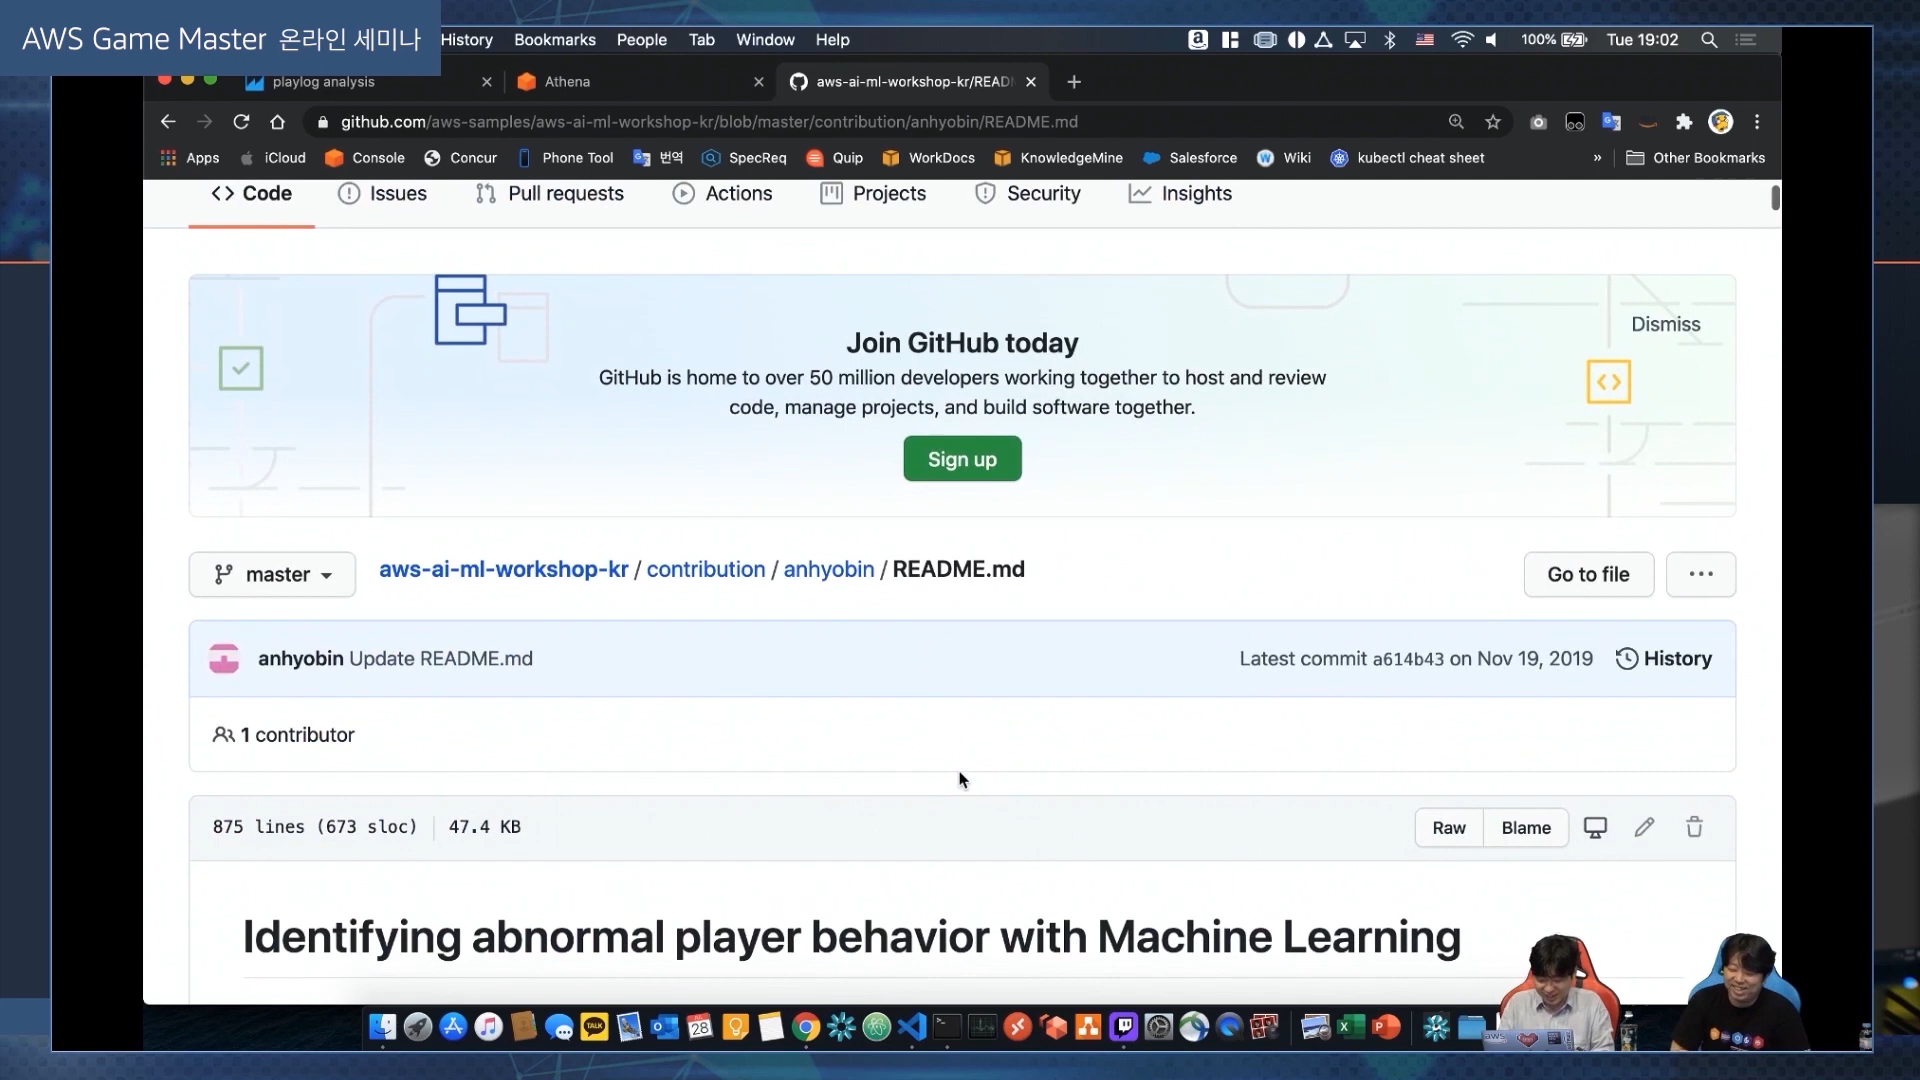 AWS Game Master 온라인 세미나
History Bookmarks People Tab Window Help 100% Tue 19:02
playlog analysis Athena aws-ai-ml-workshop-kr/READ
github.com/aws-samples/aws-ai-ml-workshop-kr/blob/master/contribution/anhyobin/README.md
Apps iCloud Console Concur Phone Tool 번역 SpecReq Quip WorkDocs KnowledgeMine Salesforce Wiki kubectl cheat sheet » Other Bookmarks
Code Issues Pull requests Actions Projects Security Insights
Dismiss
Join GitHub today
GitHub is home to over 50 million developers working together to host and review
code, manage projects, and build software together.
Sign up
master aws-ai-ml-workshop-kr / contribution / anhyobin / README.md Go to file
anhyobin Update README.md Latest commit a614b43 on Nov 19, 2019 History
1 contributor
875 lines (673 sloc) 47.4 KB Raw Blame
Identifying abnormal player behavior with Machine Learning
TALK
28
aws